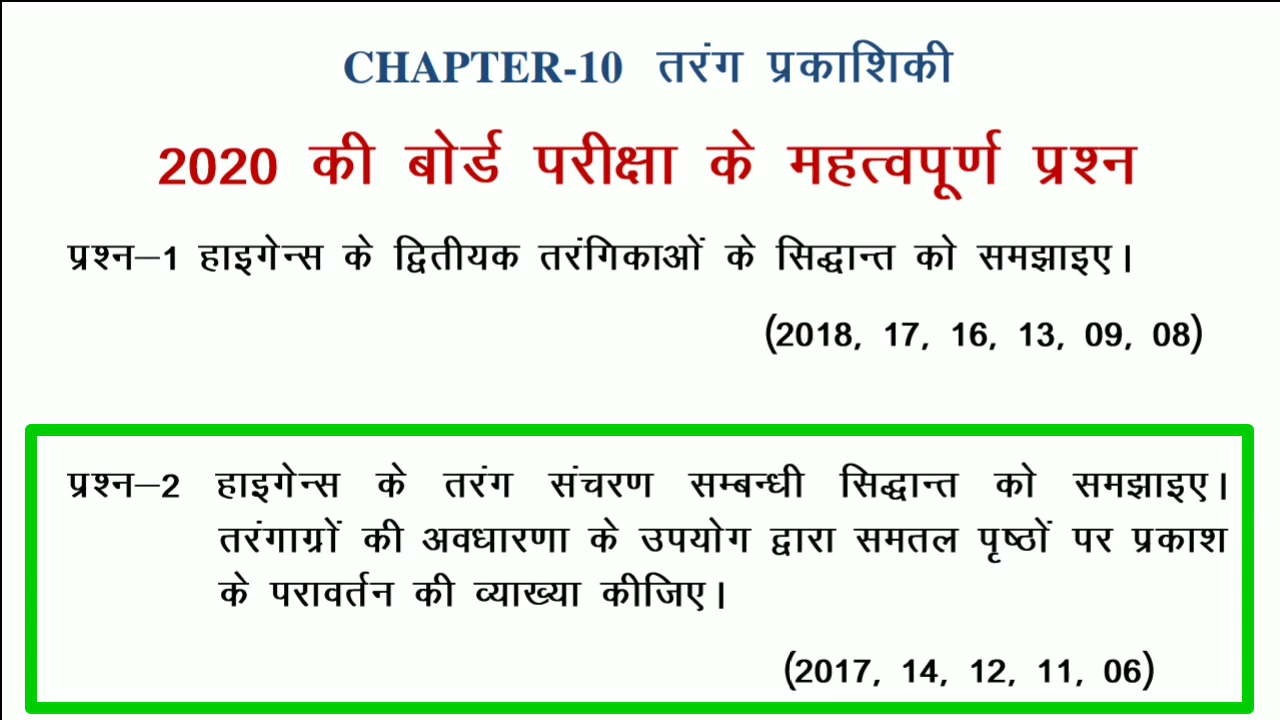 CHAPTER-10 तरंग प्रकाशिकी
2020 की बोर्ड परीक्षा के महत्वपूर्ण प्रश्न
प्रश्न–1 हाइगेन्स के द्वितीयक तरंगिकाओं के सिद्धान्त को समझाइए।
(2018, 17, 16, 13, 09, 08)
प्रश्न–2 हाइगेन्स के तरंग संचरण सम्बन्धी सिद्धान्त को समझाइए।
तरंगाग्रों की अवधारणा के उपयोग द्वारा समतल पृष्ठों पर प्रकाश
के परावर्तन की व्याख्या कीजिए।
(2017, 14, 12, 11, 06)